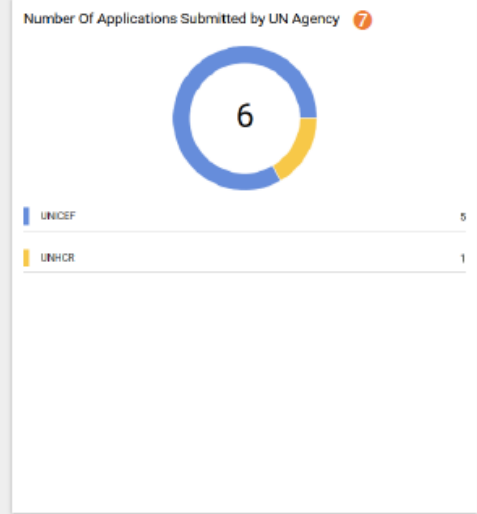 Number Of Applications Submitted by UN Agency 7
6
UNICEF 5
UNHCR 1